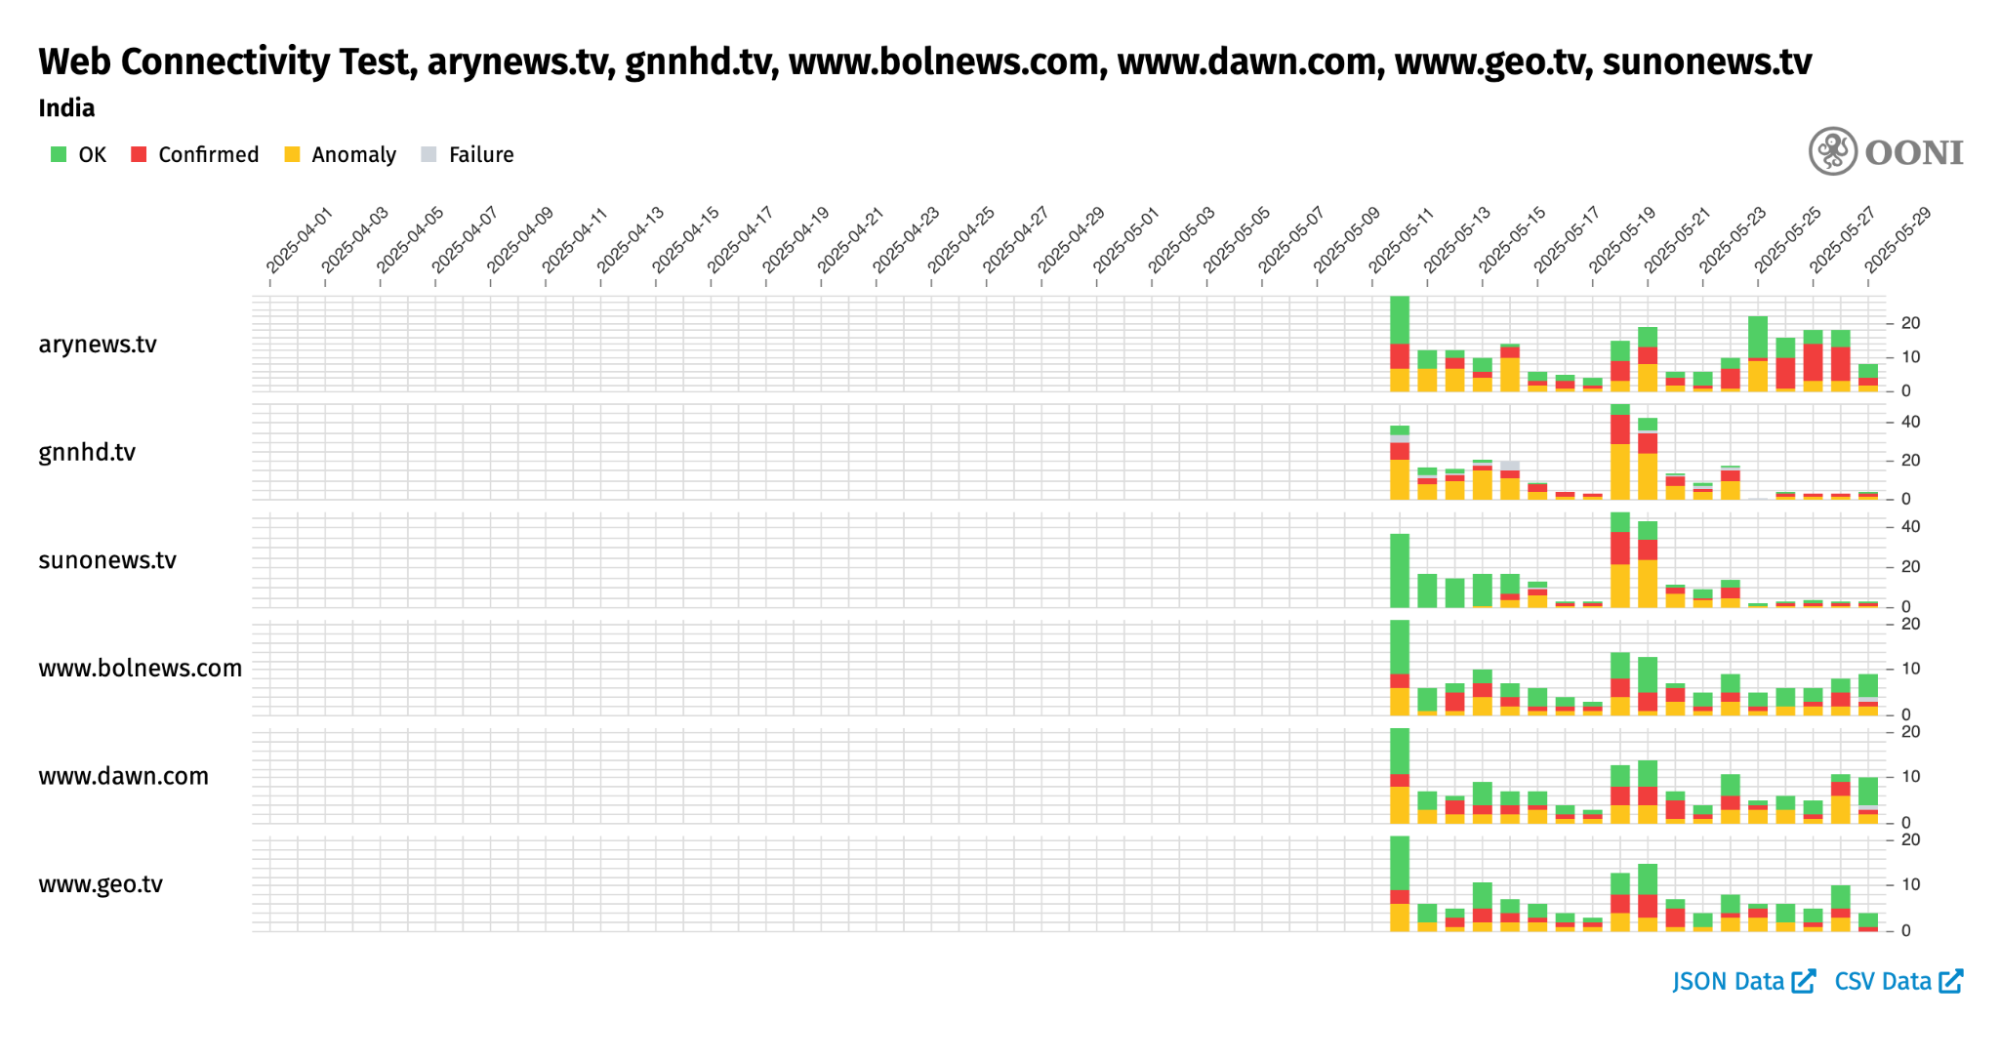 Web Connectivity Test, arynews.tv, gnnhd.tv, www.bolnews.com, www.dawn.com, www.geo.tv, sunonews.tv
India
OK Confirmed Anomaly Failure
OONI
2025-04-01 2025-04-03 2025-04-05 2025-04-07 2025-04-09 2025-04-11 2025-04-13 2025-04-15 2025-04-17 2025-04-19 2025-04-21 2025-04-23 2025-04-25 2025-04-27 2025-04-29 2025-05-01 2025-05-03 2025-05-05 2025-05-07 2025-05-09 2025-05-11 2025-05-13 2025-05-15 2025-05-17 2025-05-19 2025-05-21 2025-05-23 2025-05-25 2025-05-27 2025-05-29
20
arynews.tv
10
0
40
gnnhd.tv
20
0
40
sunonews.tv
20
0
20
www.bolnews.com
10
0
20
www.dawn.com
10
0
20
www.geo.tv
10
0
JSON Data CSV Data